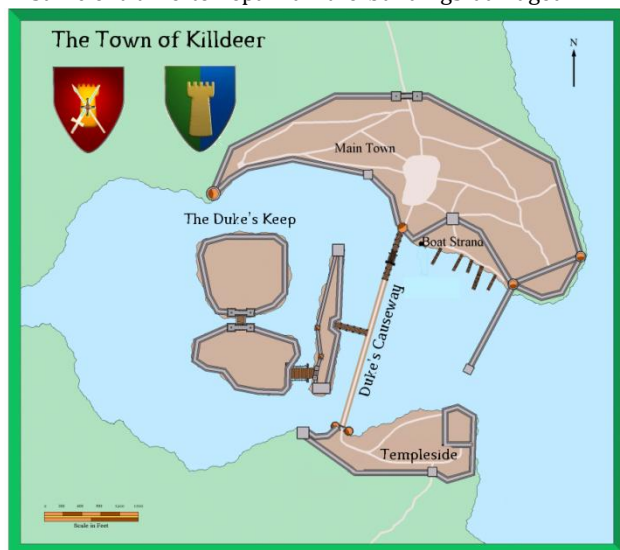 The Town of Killdeer
N
Main Town
The Duke's Keep
Boat Strand
Duke's Causeway
Templeside
Scale in Feet